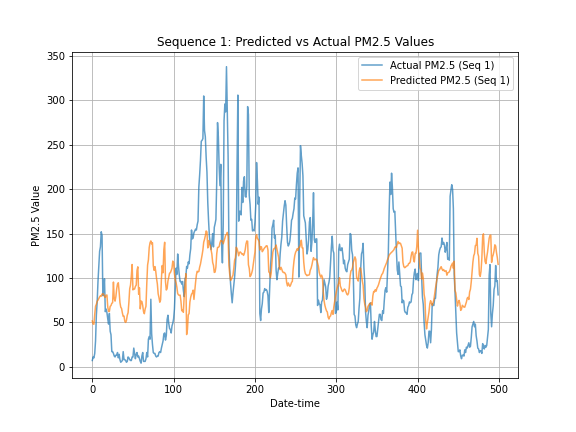 Sequence 1: Predicted vs Actual PM2.5 Values
Actual PM2.5 (Seq 1)
Predicted PM2.5 (Seq 1)
PM2.5 Value
350
300
250
200
150
100
50
0
0 100 200 300 400 500
Date-time